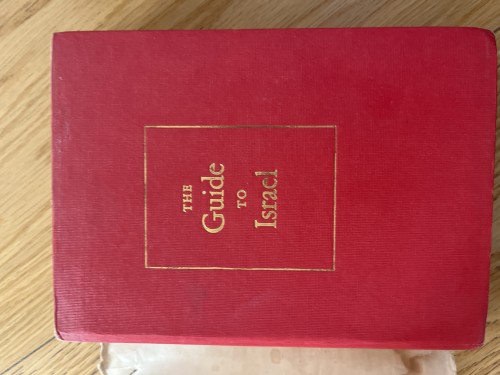 THE
Guide
TO
Israel